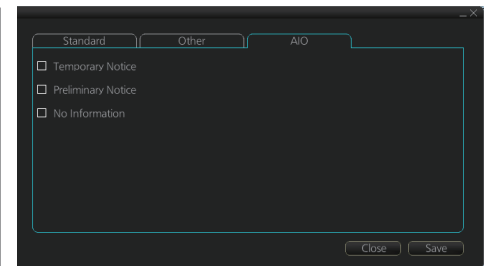 Standard Other AIO
Temporary Notice
Preliminary Notice
No Information
Close Save